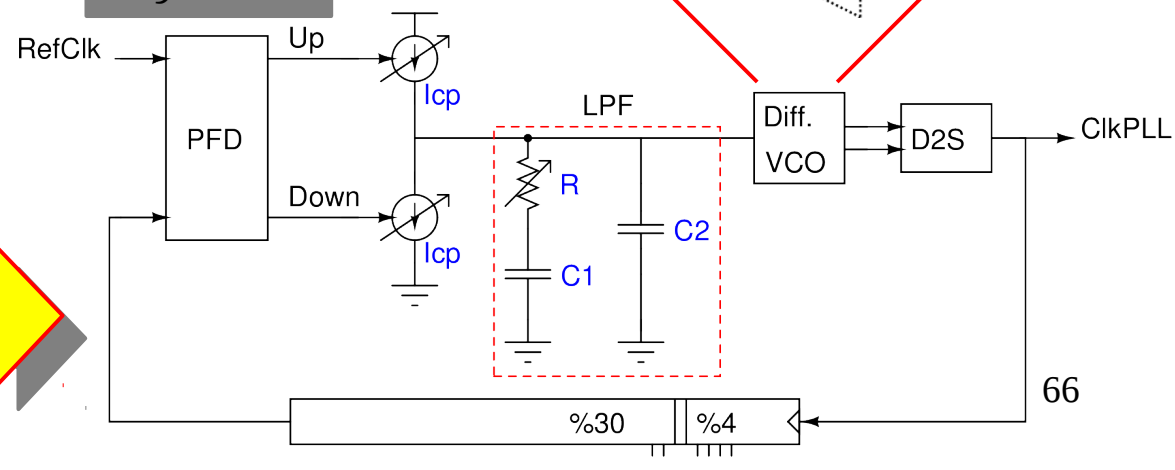 RefClk
Up
Icp
PFD
LPF
Diff.
VCO
D2S
ClkPLL
R
Down
C2
Icp
C1
66
%30
%4